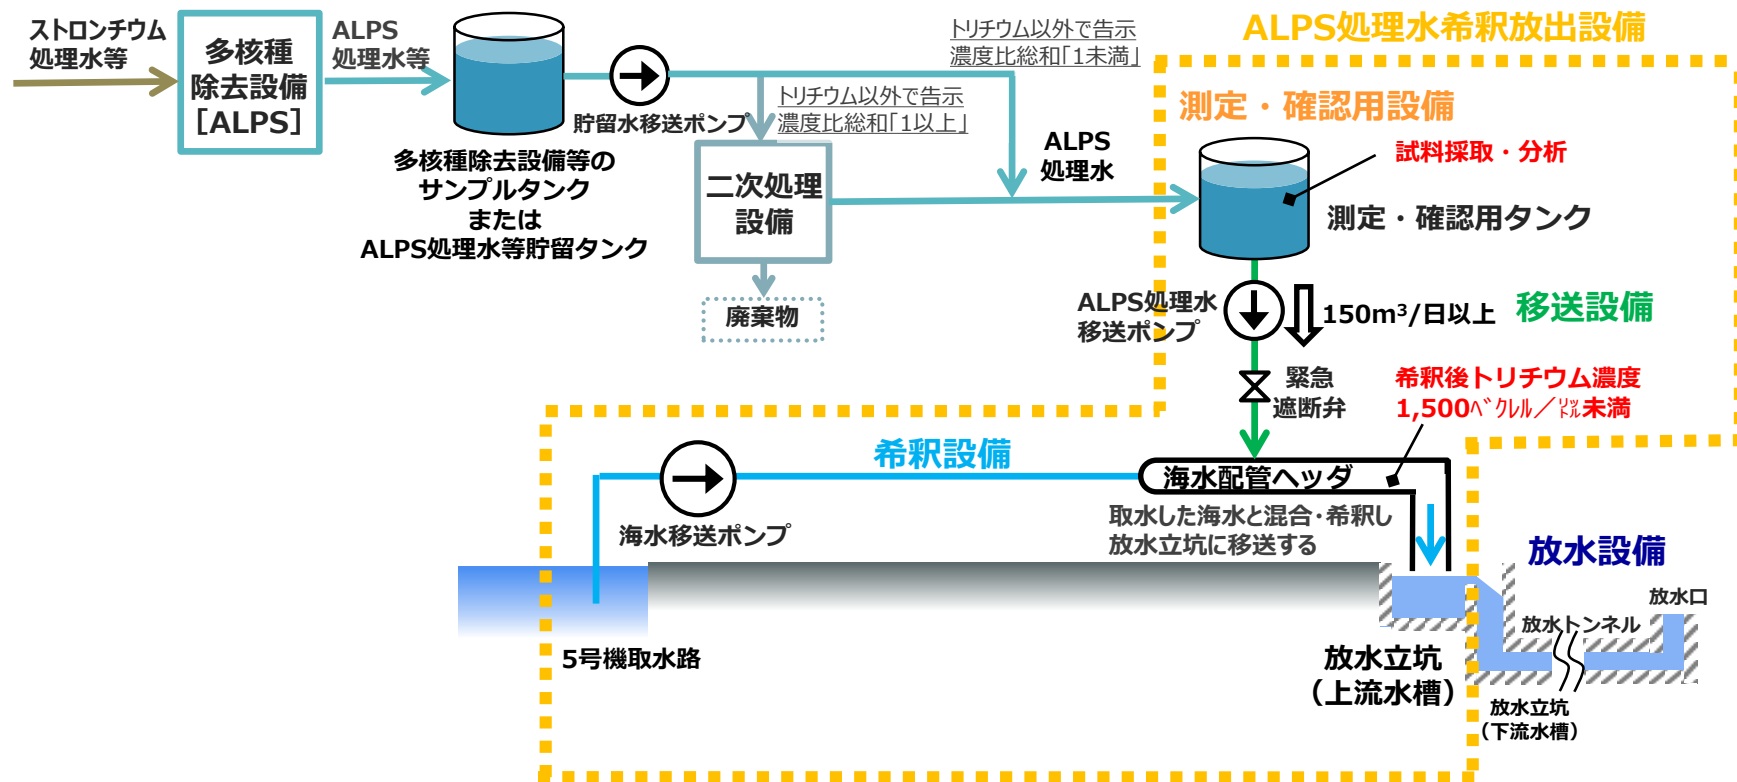 ストロンチウム
処理水等
多核種
除去設備
[ALPS]
ALPS
処理水等
貯留水移送ポンプ
多核種除去設備等の
サンプルタンク
または
ALPS処理水等貯留タンク
トリチウム以外で告示
濃度比総和「1未満」
トリチウム以外で告示
濃度比総和「1以上」
二次処理
設備
廃棄物
ALPS
処理水
ALPS処理水希釈放出設備
測定・確認用設備
試料採取・分析
測定・確認用タンク
ALPS処理水
移送ポンプ
150m³/日以上
移送設備
緊急
遮断弁
希釈後トリチウム濃度
1,500ベクレル/リットル未満
希釈設備
海水配管ヘッダ
海水移送ポンプ
取水した海水と混合・希釈し
放水立坑に移送する
放水設備
放水口
放水トンネル
5号機取水路
放水立坑
(上流水槽)
放水立坑
(下流水槽)